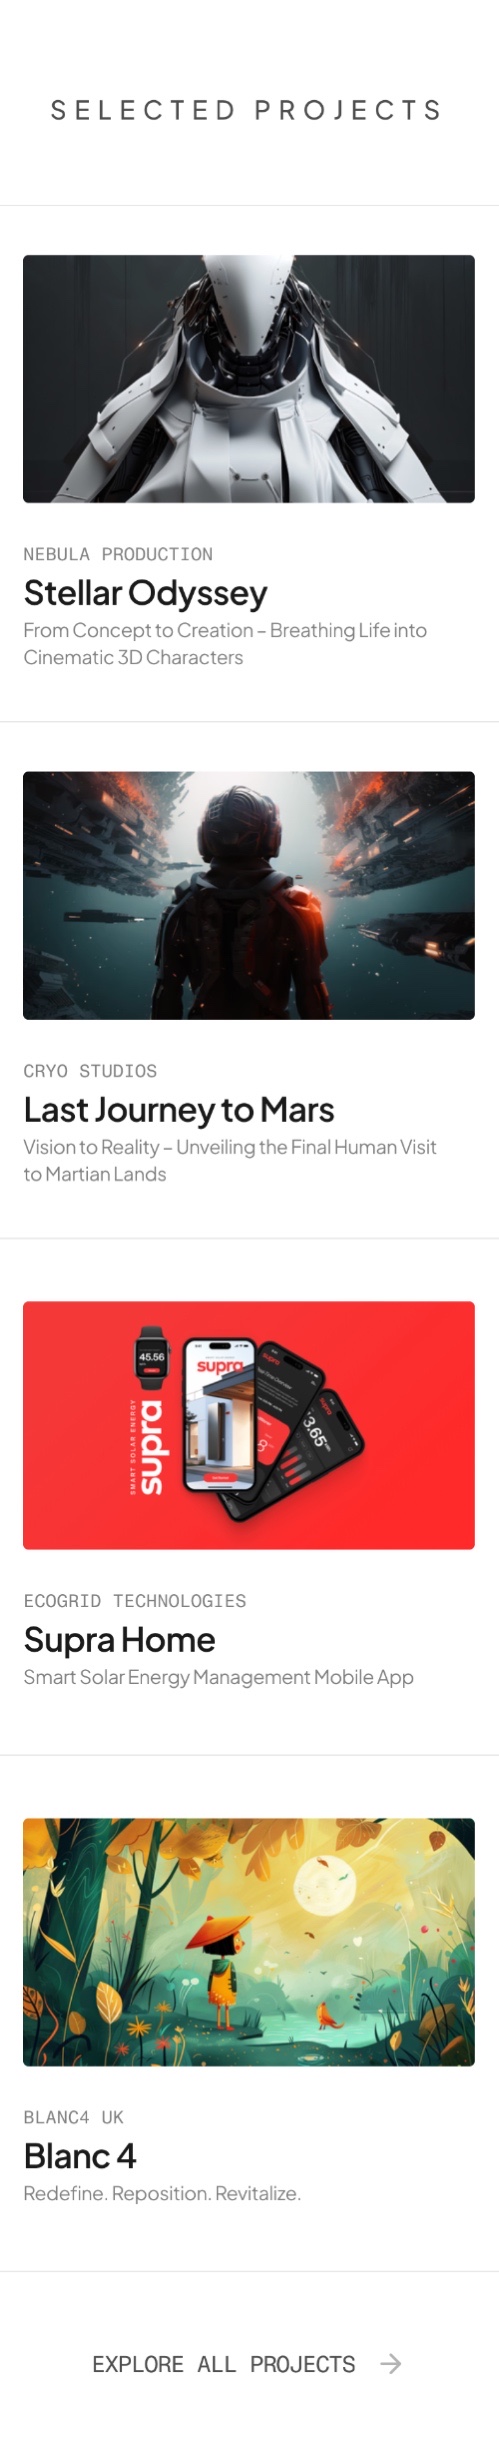 SELECTED PROJECTS
NEBULA PRODUCTION
Stellar Odyssey
From Concept to Creation – Breathing Life into
Cinematic 3D Characters
CRYO STUDIOS
Last Journey to Mars
Vision to Reality – Unveiling the Final Human Visit
to Martian Lands
45.56
SMART SOLAR ENERGY
supra
supra
supra
supra
3.65
ECOGRID TECHNOLOGIES
Supra Home
Smart Solar Energy Management Mobile App
BLANC4 UK
Blanc 4
Redefine. Reposition. Revitalize.
EXPLORE ALL PROJECTS